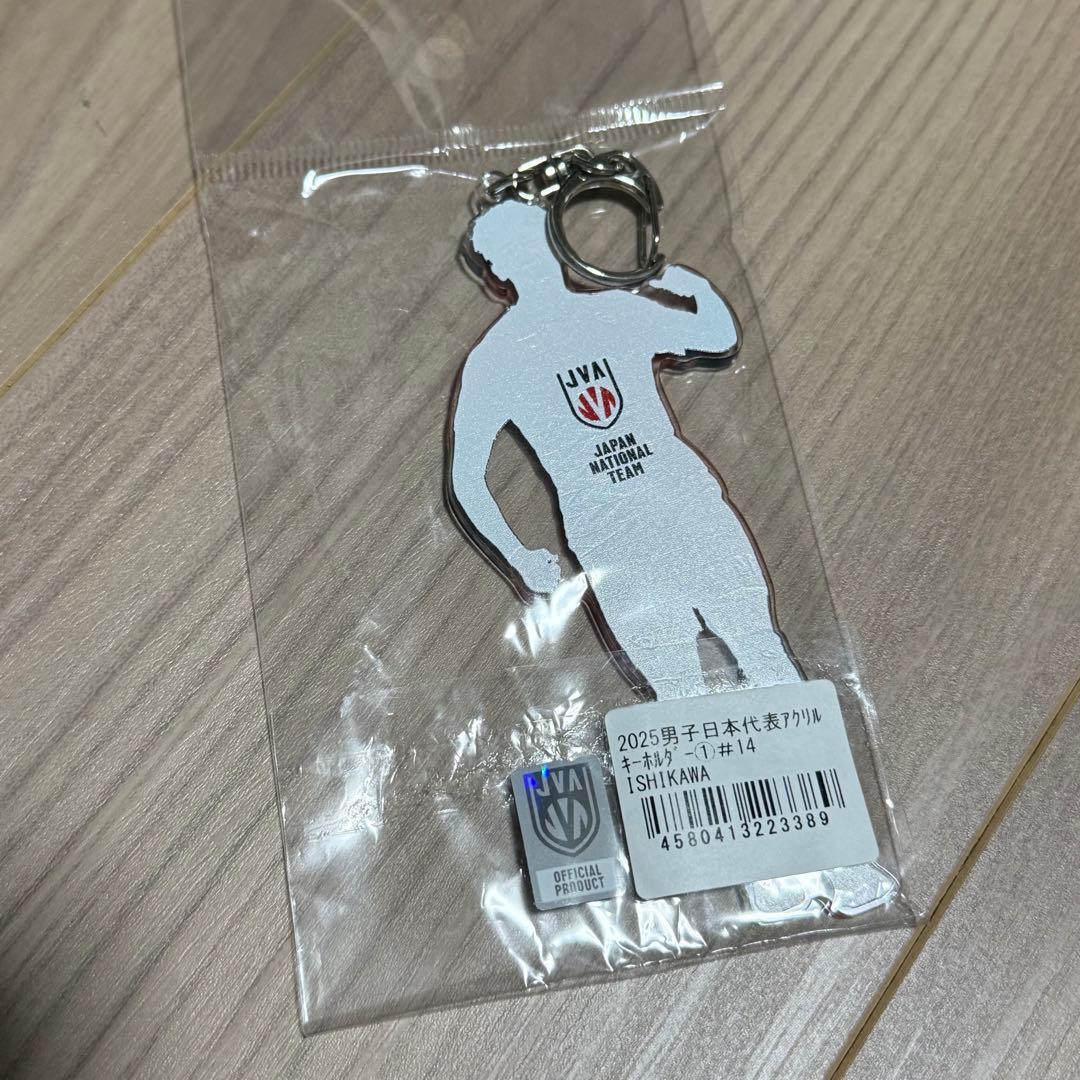 JVA
JAPAN
NATIONAL
TEAM
2025男子日本代表ｱｸﾘﾙ
ｷｰﾎﾙﾀﾞｰ①#14
ISHIKAWA
4580413223389
JVA
OFFICIAL
PRODUCT